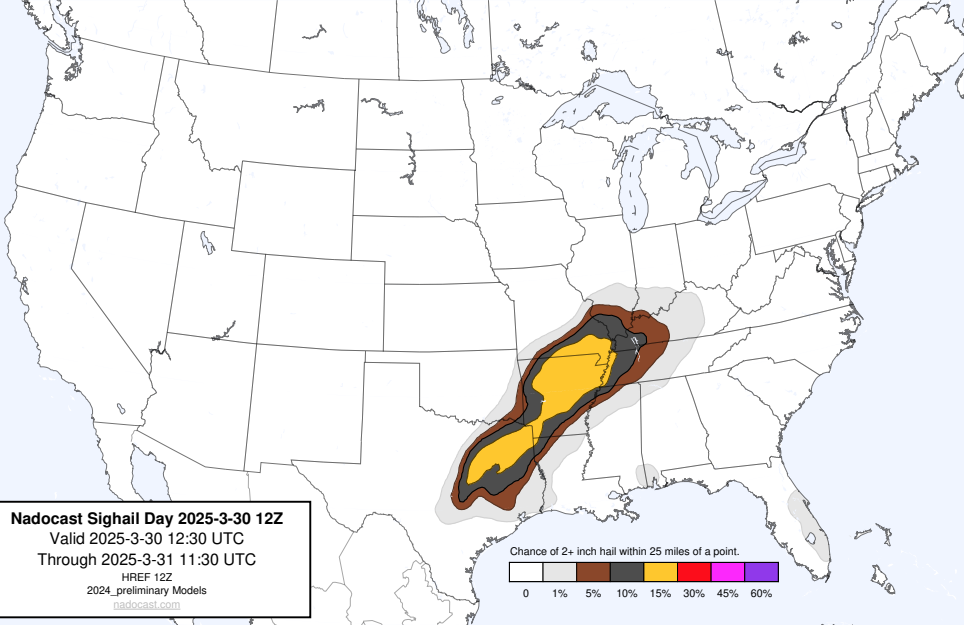 Nadocast Sighail Day 2025-3-30 12Z
Valid 2025-3-30 12:30 UTC
Through 2025-3-31 11:30 UTC
HREF 12Z
2024_preliminary Models
nadocast.com
Chance of 2+ inch hail within 25 miles of a point.
0 1% 5% 10% 15% 30% 45% 60%